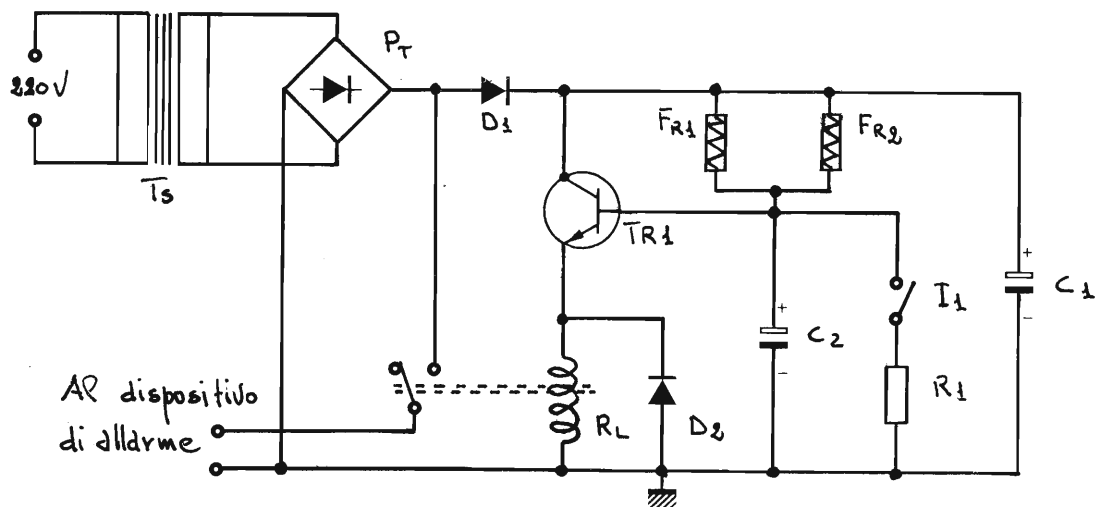 220V
TS
PT
D1
FR1
FR2
TR1
I1
C1
+
−
C2
+
−
R1
RL
D2
Al dispositivo
di allarme